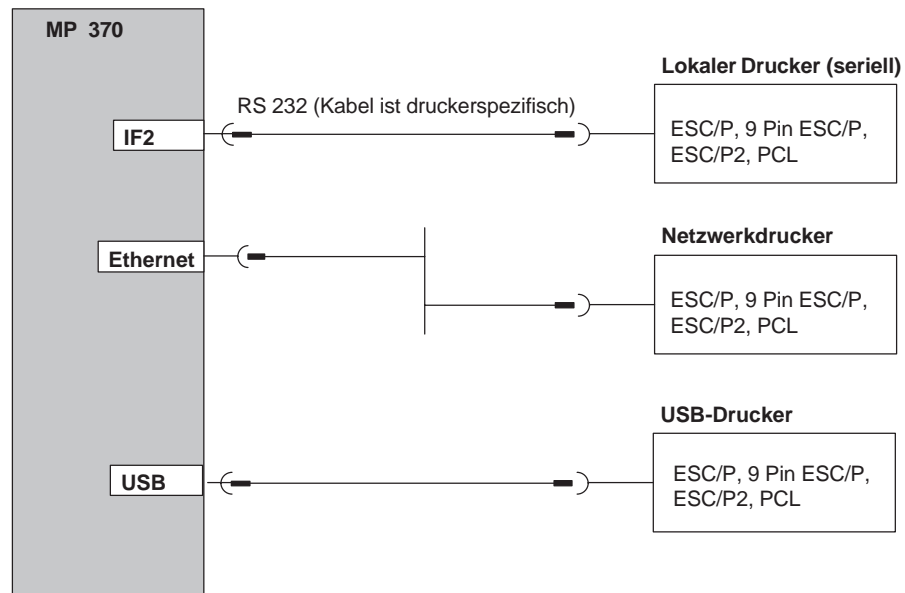 MP 370
Lokaler Drucker (seriell)
RS 232 (Kabel ist druckerspezifisch)
IF2
ESC/P, 9 Pin ESC/P,
ESC/P2, PCL
Netzwerkdrucker
Ethernet
ESC/P, 9 Pin ESC/P,
ESC/P2, PCL
USB-Drucker
USB
ESC/P, 9 Pin ESC/P,
ESC/P2, PCL